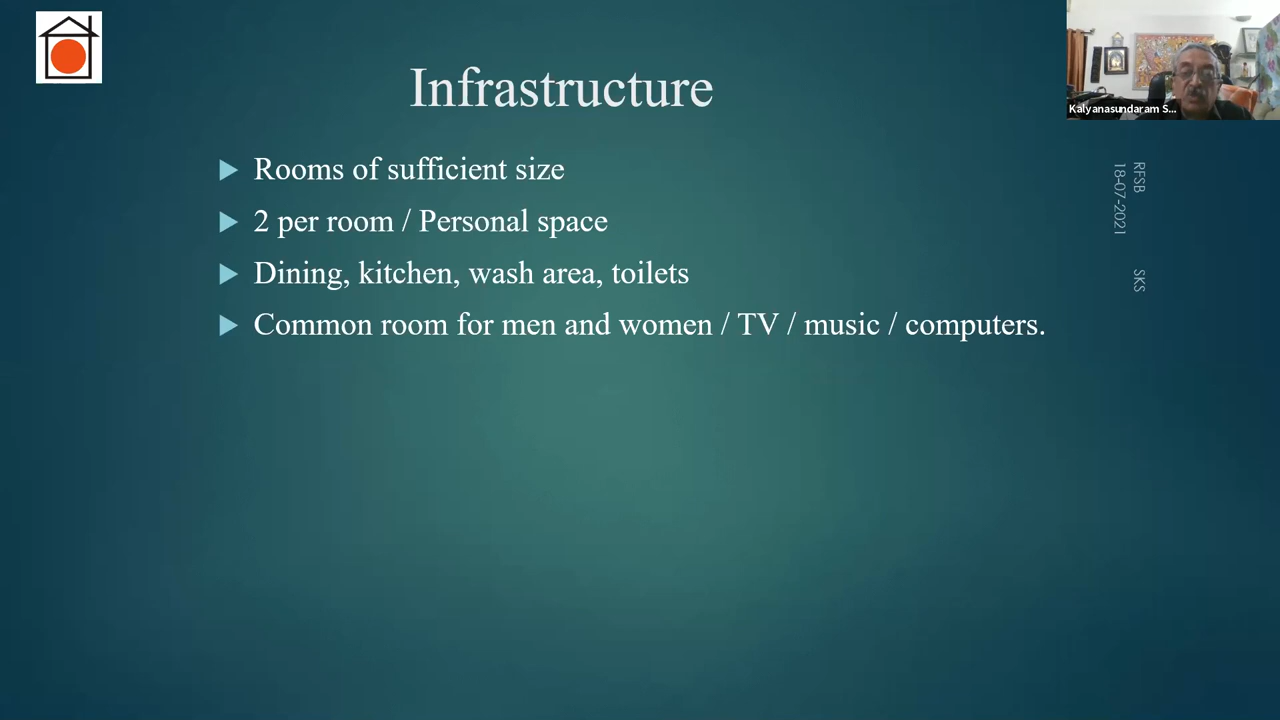 Infrastructure
Rooms of sufficient size
2 per room / Personal space
Dining, kitchen, wash area, toilets
Common room for men and women / TV / music / computers.
Kalyanasundaram S...
RFSB SKS
18-07-2021